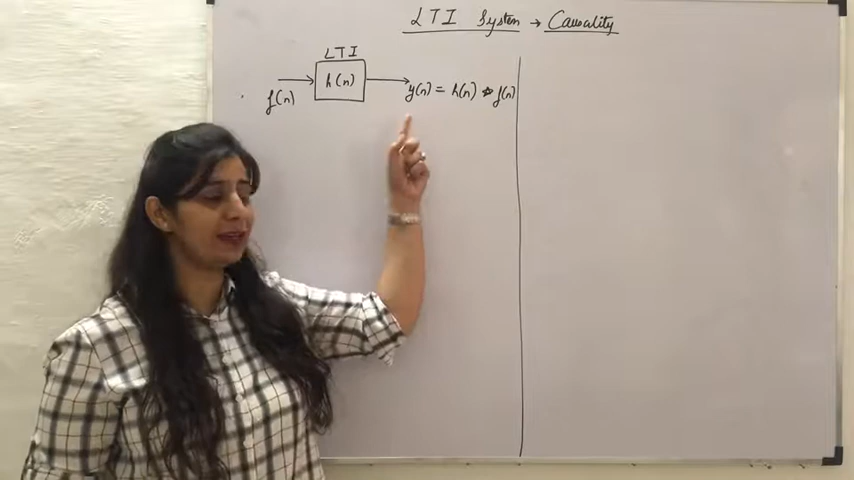 LTI System → Causality
LTI
f(n) h(n) y(n) = h(n) * f(n)